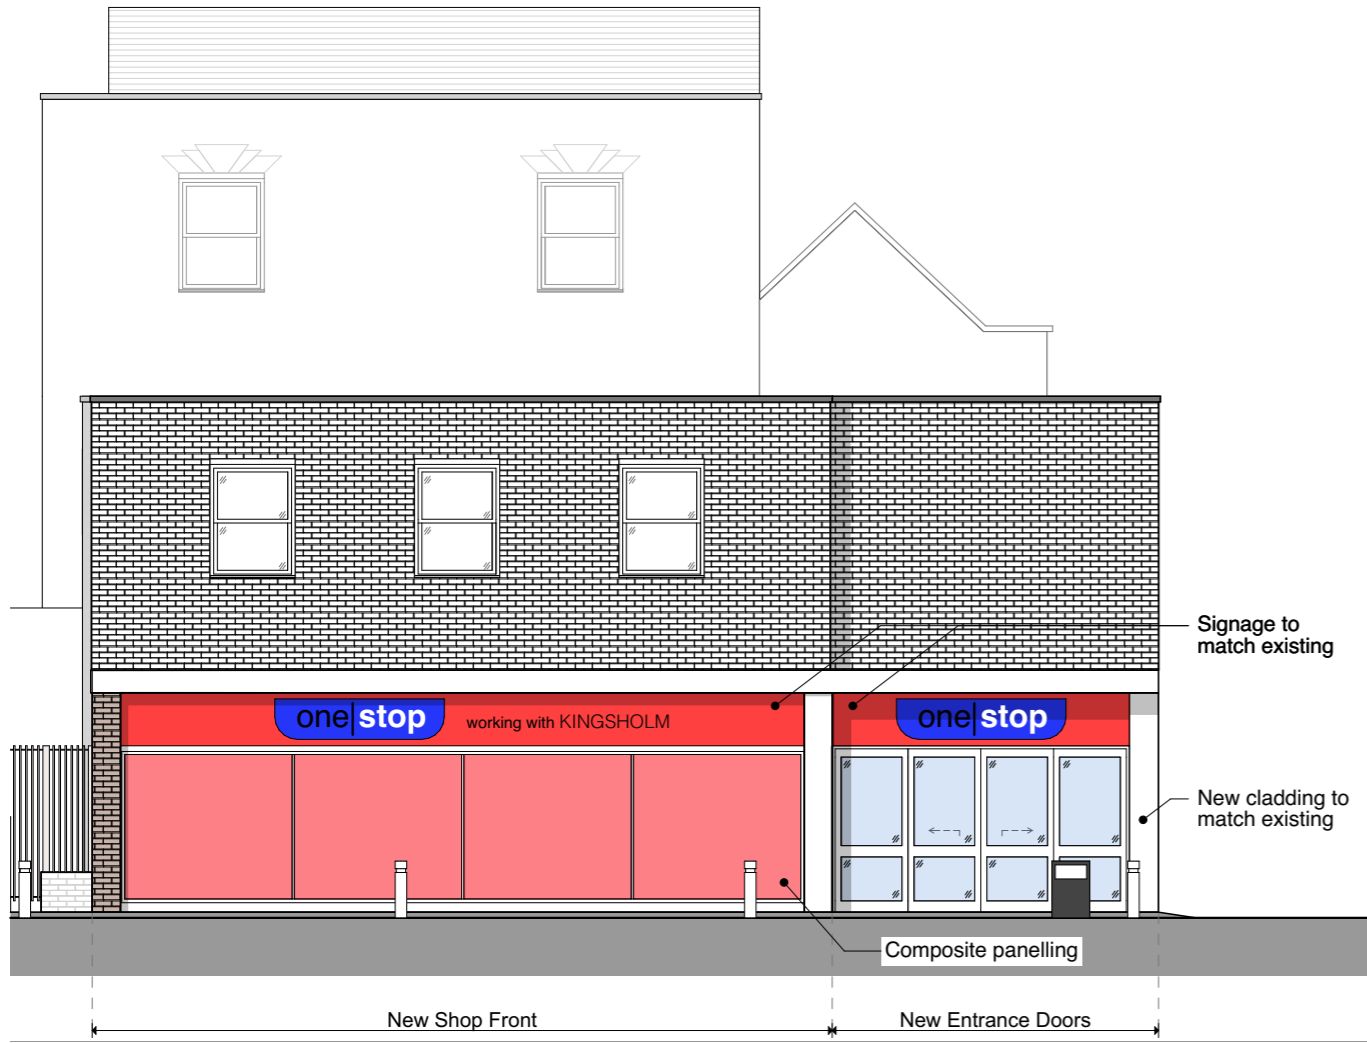 Signage to
match existing
one stop working with KINGSHOLM
one stop
New cladding to
match existing
Composite panelling
New Shop Front
New Entrance Doors